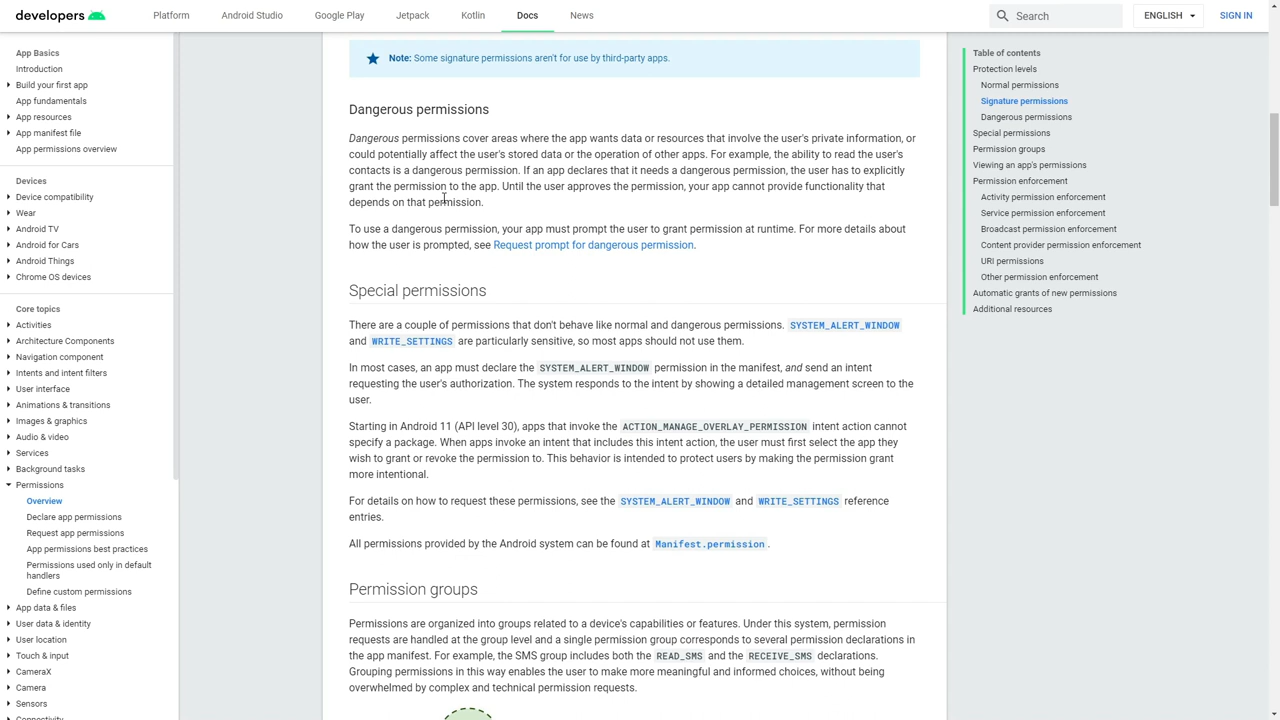 developers
Platform
Android Studio
Google Play
Jetpack
Kotlin
Docs
News
Search
ENGLISH
SIGN IN
App Basics
Introduction
Build your first app
App fundamentals
App resources
App manifest file
App permissions overview
Devices
Device compatibility
Wear
Android TV
Android for Cars
Android Things
Chrome OS devices
Core topics
Activities
Architecture Components
Navigation component
Intents and intent filters
User interface
Animations & transitions
Images & graphics
Audio & video
Services
Background tasks
Permissions
Overview
Declare app permissions
Request app permissions
App permissions best practices
Permissions used only in default
handlers
Define custom permissions
App data & files
User data & identity
User location
Touch & input
CameraX
Camera
Sensors
Connectivity
Note: Some signature permissions aren't for use by third-party apps.
Dangerous permissions
Dangerous permissions cover areas where the app wants data or resources that involve the user's private information, or
could potentially affect the user's stored data or the operation of other apps. For example, the ability to read the user's
contacts is a dangerous permission. If an app declares that it needs a dangerous permission, the user has to explicitly
grant the permission to the app. Until the user approves the permission, your app cannot provide functionality that
depends on that permission.
To use a dangerous permission, your app must prompt the user to grant permission at runtime. For more details about
how the user is prompted, see Request prompt for dangerous permission.
Special permissions
There are a couple of permissions that don't behave like normal and dangerous permissions. SYSTEM_ALERT_WINDOW
and WRITE_SETTINGS are particularly sensitive, so most apps should not use them.
In most cases, an app must declare the SYSTEM_ALERT_WINDOW permission in the manifest, and send an intent
requesting the user's authorization. The system responds to the intent by showing a detailed management screen to the
user.
Starting in Android 11 (API level 30), apps that invoke the ACTION_MANAGE_OVERLAY_PERMISSION intent action cannot
specify a package. When apps invoke an intent that includes this intent action, the user must first select the app they
wish to grant or revoke the permission to. This behavior is intended to protect users by making the permission grant
more intentional.
For details on how to request these permissions, see the SYSTEM_ALERT_WINDOW and WRITE_SETTINGS reference
entries.
All permissions provided by the Android system can be found at Manifest.permission.
Permission groups
Permissions are organized into groups related to a device's capabilities or features. Under this system, permission
requests are handled at the group level and a single permission group corresponds to several permission declarations in
the app manifest. For example, the SMS group includes both the READ_SMS and the RECEIVE_SMS declarations.
Grouping permissions in this way enables the user to make more meaningful and informed choices, without being
overwhelmed by complex and technical permission requests.
Table of contents
Protection levels
Normal permissions
Signature permissions
Dangerous permissions
Special permissions
Permission groups
Viewing an app's permissions
Permission enforcement
Activity permission enforcement
Service permission enforcement
Broadcast permission enforcement
Content provider permission enforcement
URI permissions
Other permission enforcement
Automatic grants of new permissions
Additional resources